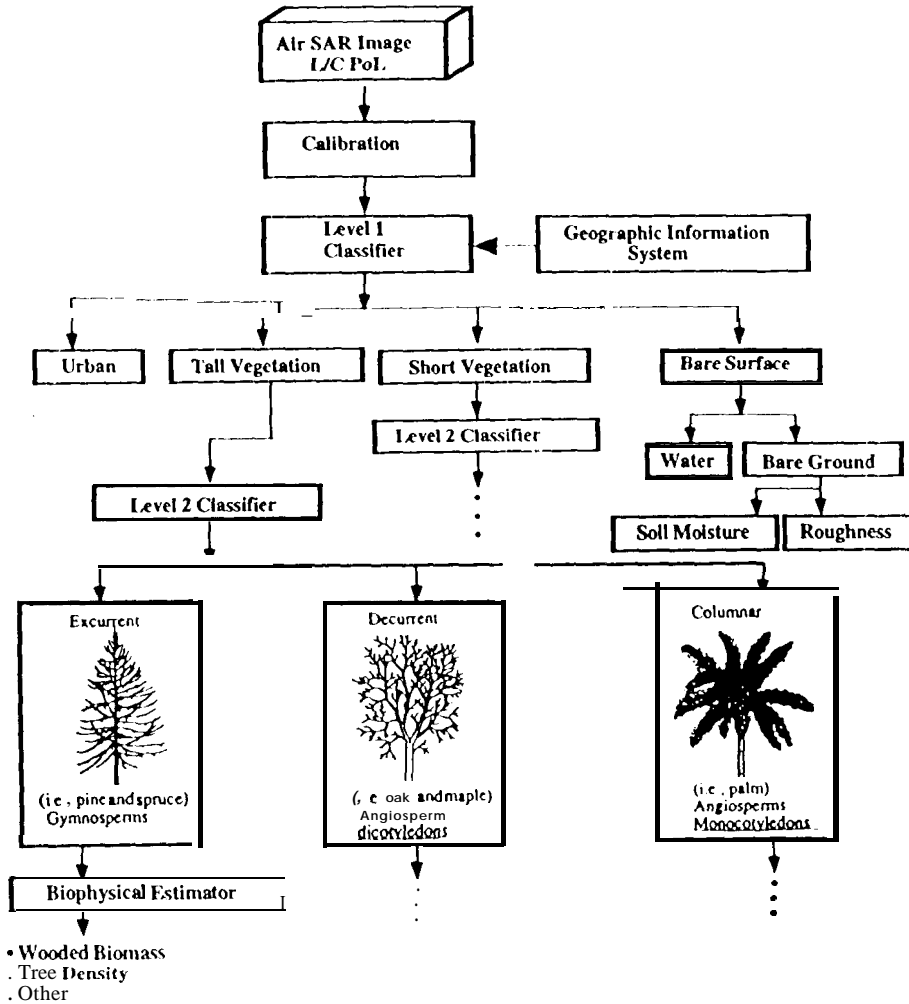 Air SAR Image
L/C PoL
Calibration
Level 1
Classifier
Geographic Information
System
Urban
Tall Vegetation
Short Vegetation
Bare Surface
Level 2 Classifier
Water
Bare Ground
Level 2 Classifier
Soil Moisture
Roughness
Excurrent
Decurrent
Columnar
(i e , pine and spruce)
Gymnosperms
(, e oak and maple)
Angiosperm
dicotyledons
(i.e , palm)
Angiosperms
Monocotyledons
Biophysical Estimator
• Wooded Biomass
. Tree Density
. Other